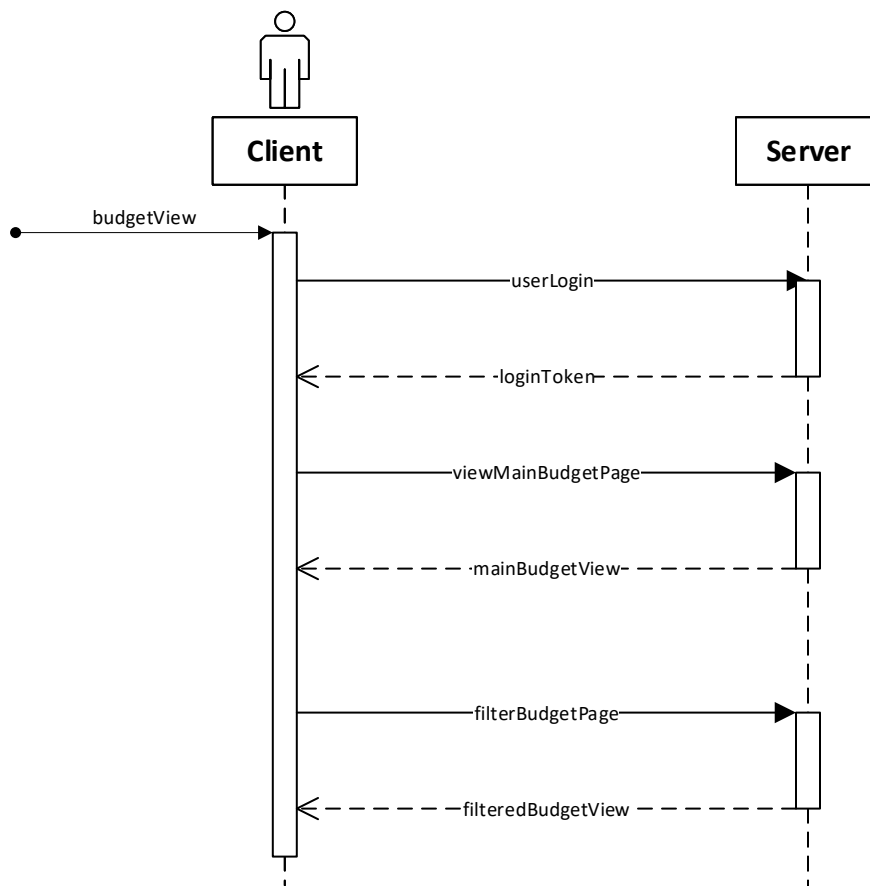 Client
Server
budgetView
userLogin
loginToken
viewMainBudgetPage
mainBudgetView
filterBudgetPage
filteredBudgetView